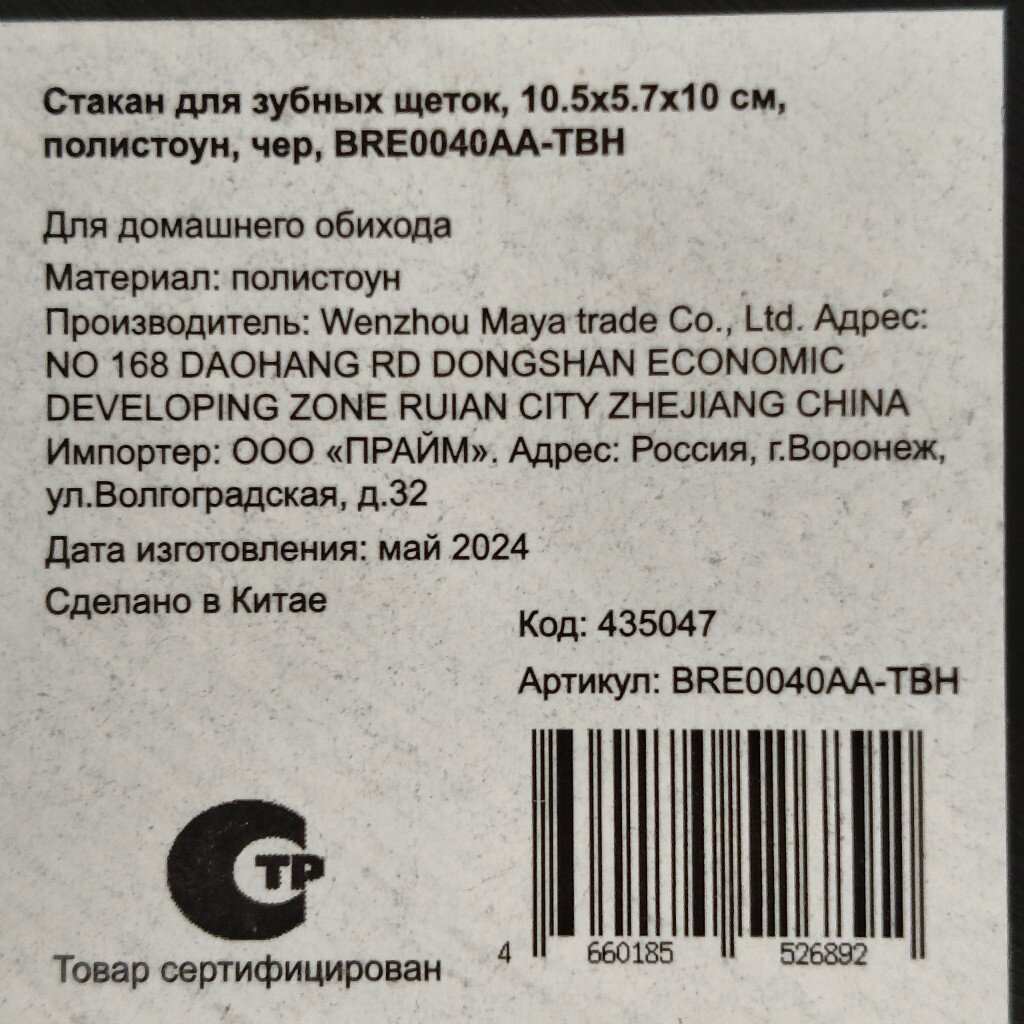 Стакан для зубных щеток, 10.5х5.7х10 см,
полистоун, чер, BRE0040AA-TBH
Для домашнего обихода
Материал: полистоун
Производитель: Wenzhou Maya trade Co., Ltd. Адрес:
NO 168 DAOHANG RD DONGSHAN ECONOMIC
DEVELOPING ZONE RUIAN CITY ZHEJIANG CHINA
Импортер: ООО «ПРАЙМ». Адрес: Россия, г.Воронеж,
ул.Волгоградская, д.32
Дата изготовления: май 2024
Сделано в Китае
Код: 435047
Артикул: BRE0040AA-TBH
СТР
Товар сертифицирован
4 660185 526892